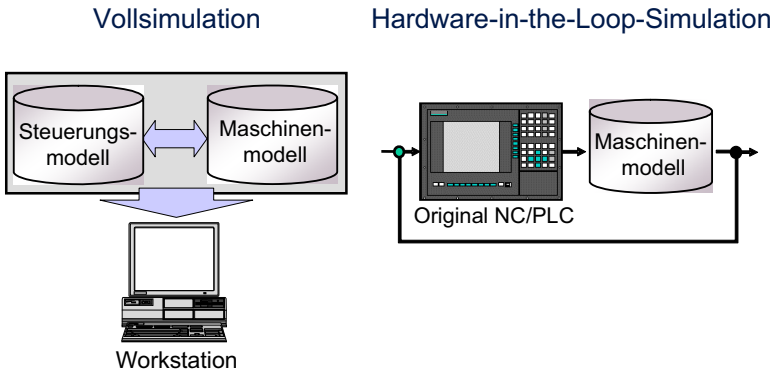 Vollsimulation
Hardware-in-the-Loop-Simulation
Steuerungs-
modell
Maschinen-
modell
Maschinen-
modell
Original NC/PLC
Workstation